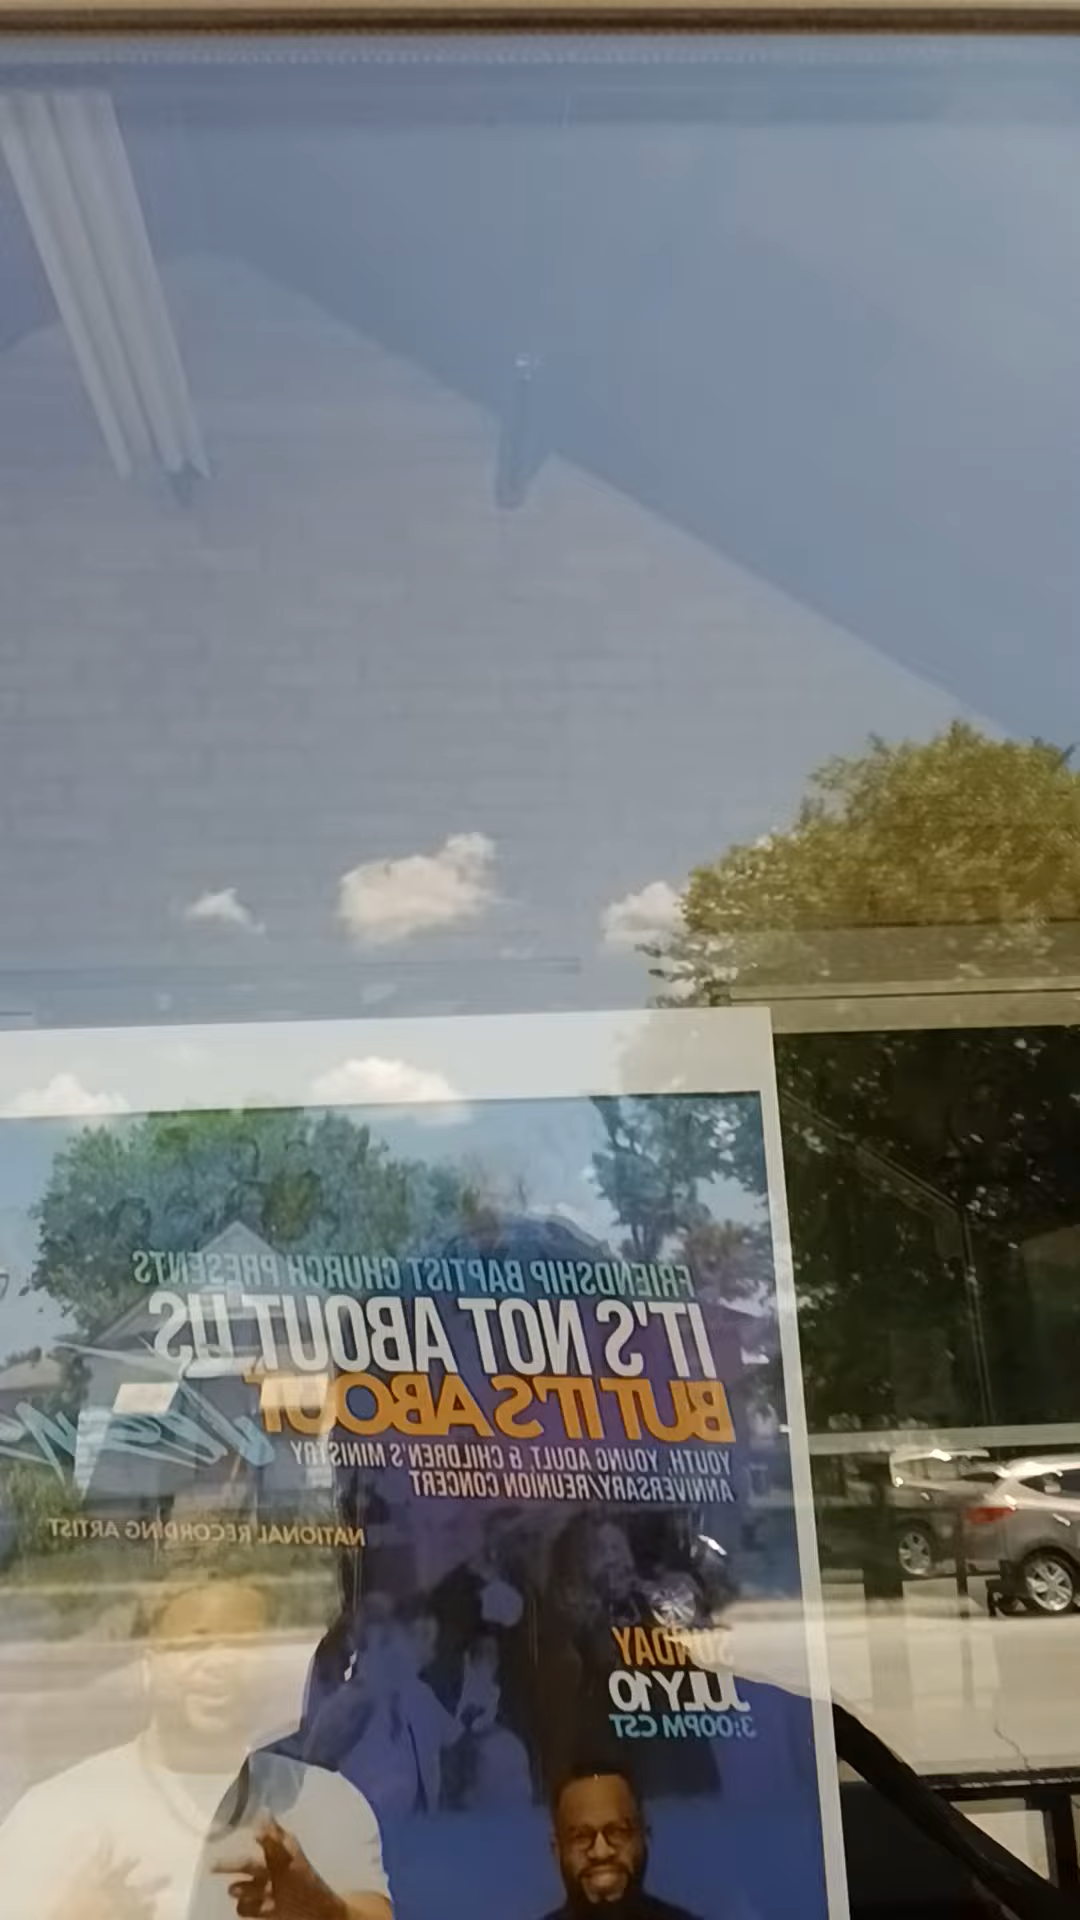 FRIENDSHIP BAPTIST CHURCH PRESENTS
IT'S NOT ABOUT US
BUT IT'S ABOUT
YOUTH, YOUNG ADULT, & CHILDREN'S MINISTRY
ANNIVERSARY/REUNION CONCERT
NATIONAL RECORDING ARTIST
SUNDAY
JULY 10
3:00PM CST